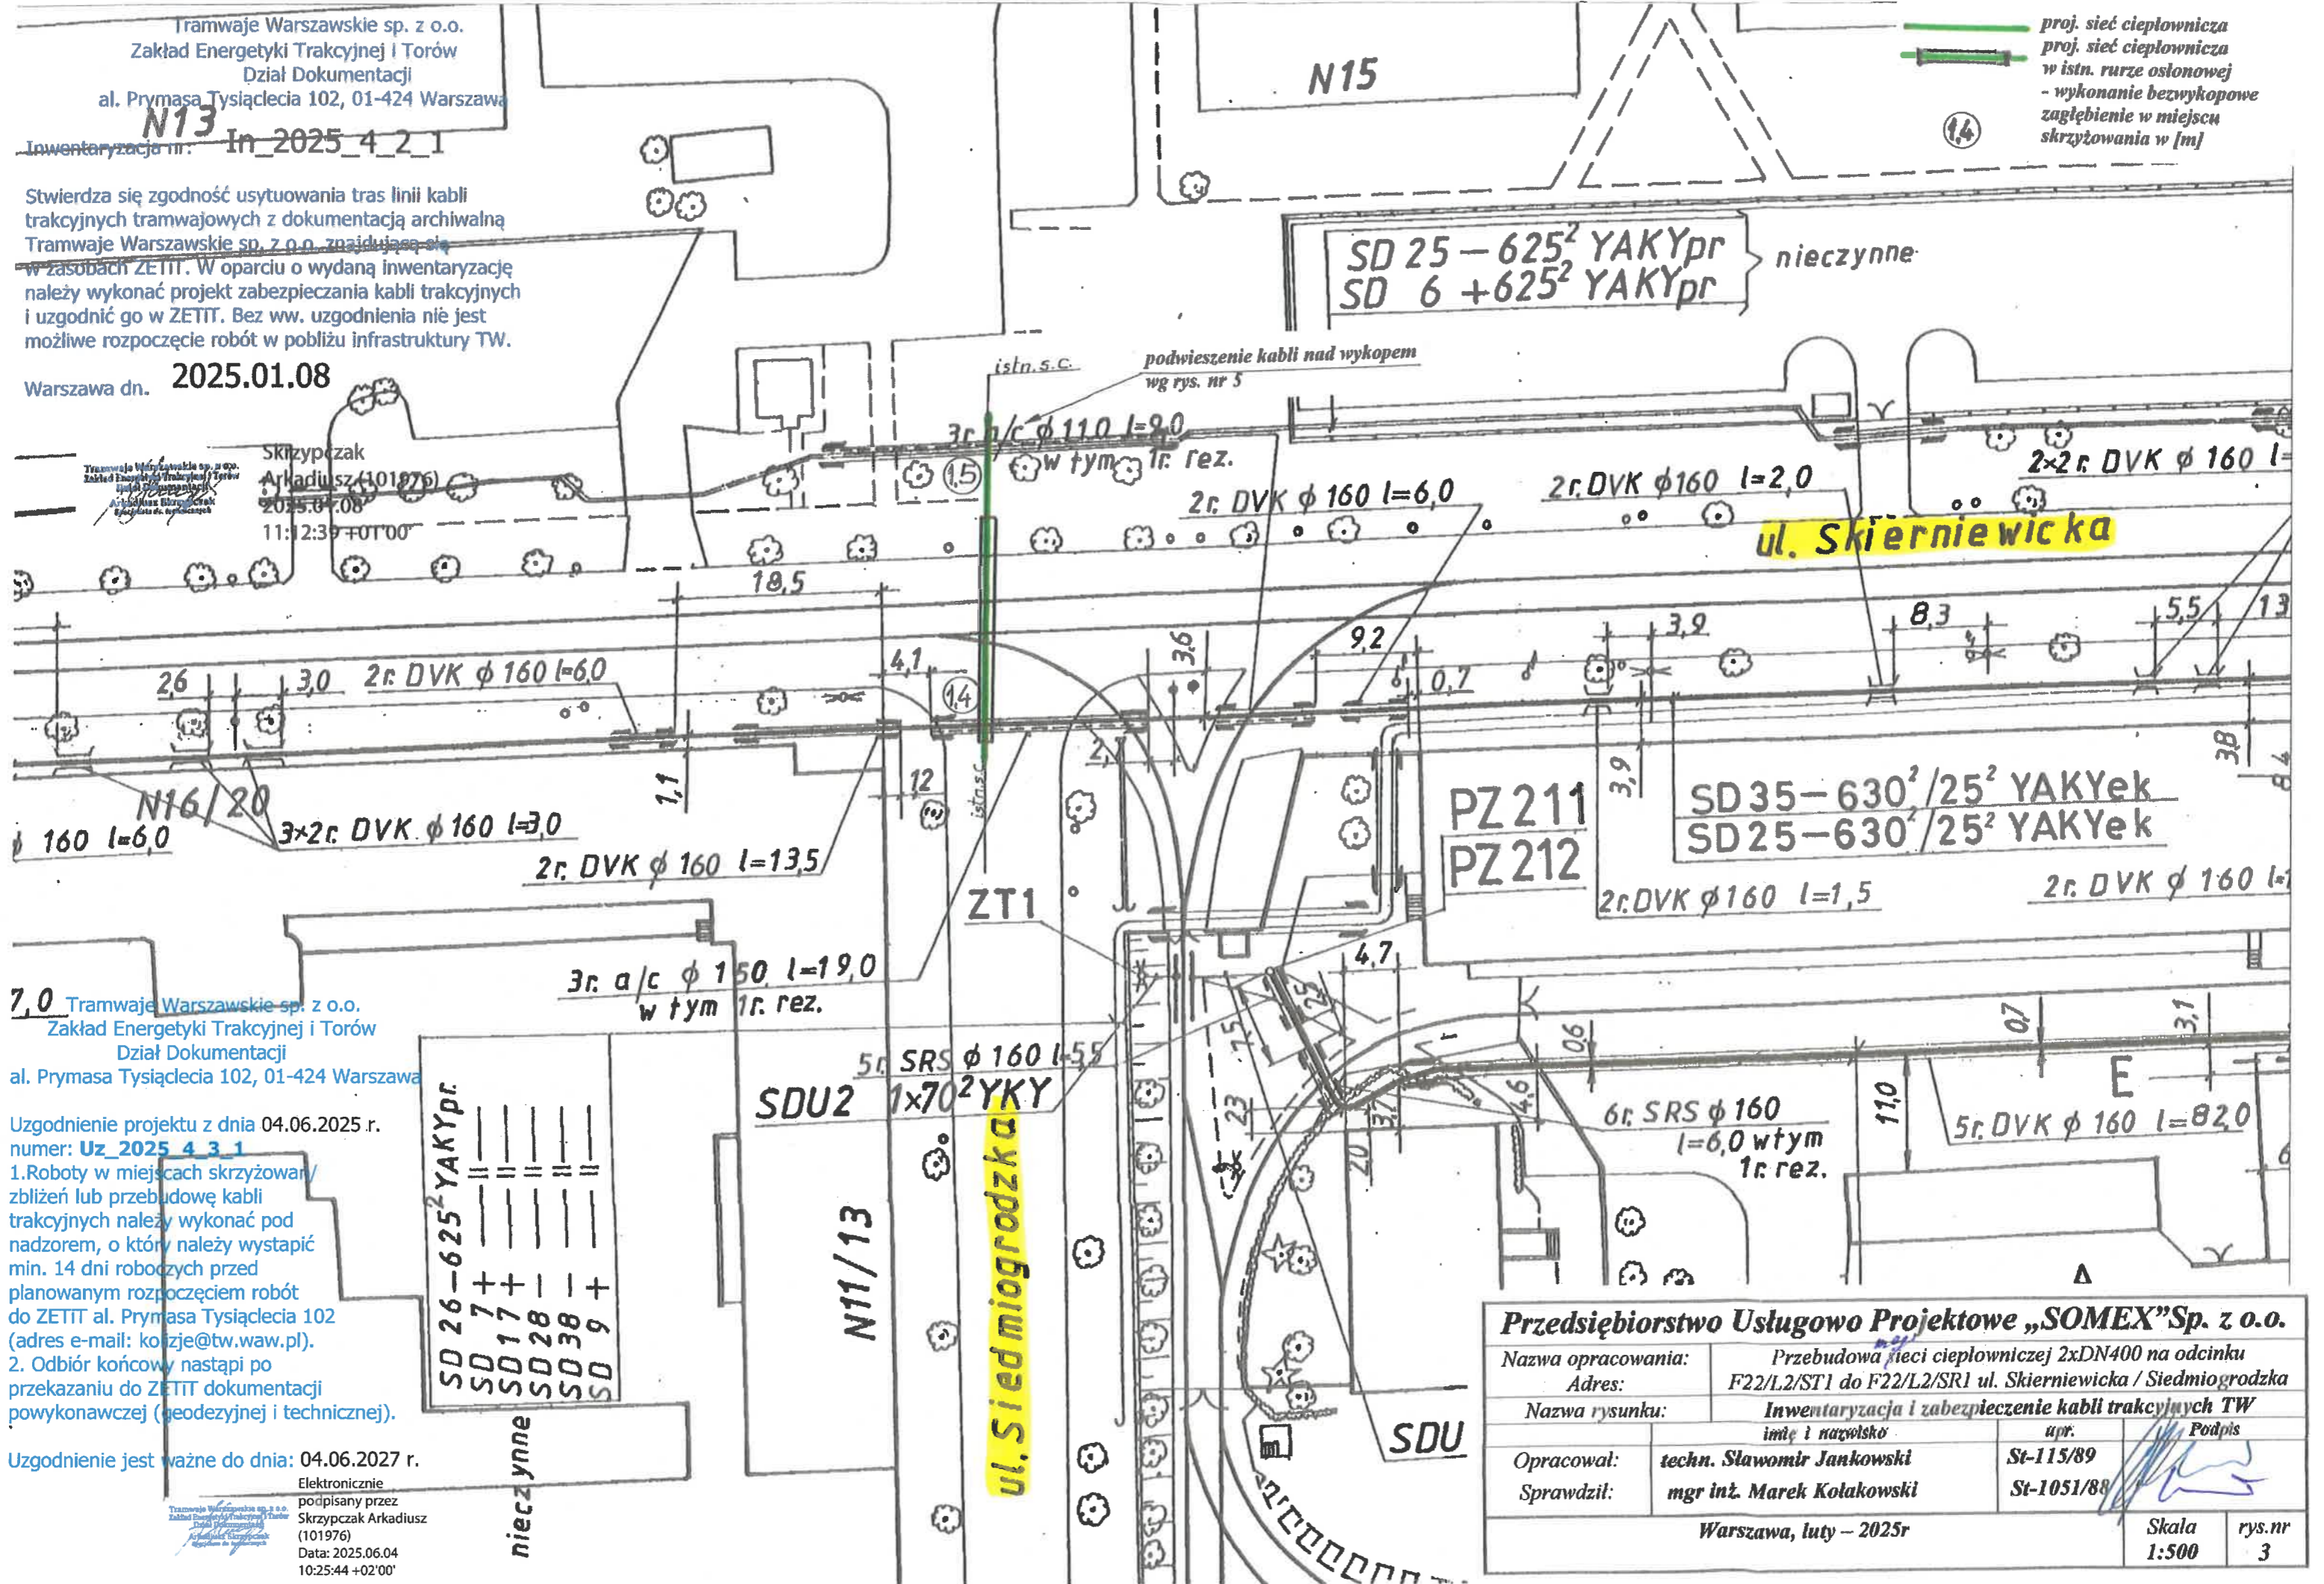 Tramwaje Warszawskie sp. z o.o.
Zakład Energetyki Trakcyjnej i Torów
Dział Dokumentacji
al. Prymasa Tysiąclecia 102, 01-424 Warszawa
N13
Inwentaryzacja nr: In_2025_4_2_1
Stwierdza się zgodność usytuowania tras linii kabli
trakcyjnych tramwajowych z dokumentacją archiwalną
Tramwaje Warszawskie sp. z o.o. znajdującą się
w zasobach ZETiT. W oparciu o wydaną inwentaryzację
należy wykonać projekt zabezpieczania kabli trakcyjnych
i uzgodnić go w ZETiT. Bez ww. uzgodnienia nie jest
możliwe rozpoczęcie robót w pobliżu infrastruktury TW.
Warszawa dn. 2025.01.08
Skrzypczak
Arkadiusz (101976)
2025.01.08
11:12:39 +01'00'
proj. sieć ciepłownicza
proj. sieć ciepłownicza
w istn. rurze osłonowej
- wykonanie bezwykopowe
1,4
zagłębienie w miejscu
skrzyżowania w [m]
N15
SD 25 – 625² YAKYpr
SD 6 + 625² YAKYpr
nieczynne
istn. s.c.
podwieszenie kabli nad wykopem
wg rys. nr 5
3r. a/c ϕ 110 l=9,0
w tym 1r. rez.
1,5
2r. DVK ϕ 160 l=6,0
2r. DVK ϕ160 l=2,0
2×2r. DVK ϕ 160 l=
ul. Skierniewicka
18,5
4,1
3,6
9,2
0,7
3,9
8,3
5,5
13
26
3,0
2r. DVK ϕ 160 l=6,0
1,4
1,1
12
2,
istn.s.c.
3,9
3,8
8,4
N16/20
ϕ 160 l=6,0
3×2r. DVK ϕ 160 l=3,0
2r. DVK ϕ 160 l=13,5
PZ 211
PZ 212
SD 35 – 630²/25² YAKYek
SD 25 – 630²/25² YAKYek
2r. DVK ϕ160 l=1,5
2r. DVK ϕ 160 l=1
ZT1
3r. a/c ϕ 150 l=19,0
w tym 1r. rez.
4,7
7,5
7,0
Tramwaje Warszawskie sp. z o.o.
Zakład Energetyki Trakcyjnej i Torów
Dział Dokumentacji
al. Prymasa Tysiąclecia 102, 01-424 Warszawa
Uzgodnienie projektu z dnia 04.06.2025 r.
numer: Uz_2025_4_3_1
1.Roboty w miejscach skrzyżowań/
zbliżeń lub przebudowę kabli
trakcyjnych należy wykonać pod
nadzorem, o który należy wystąpić
min. 14 dni roboczych przed
planowanym rozpoczęciem robót
do ZETiT al. Prymasa Tysiąclecia 102
(adres e-mail: kolizje@tw.waw.pl).
2. Odbiór końcowy nastąpi po
przekazaniu do ZETiT dokumentacji
powykonawczej (geodezyjnej i technicznej).
Uzgodnienie jest ważne do dnia: 04.06.2027 r.
Elektronicznie
podpisany przez
Skrzypczak Arkadiusz
(101976)
Data: 2025.06.04
10:25:44 +02'00'
SD 26 – 625² YAKYpr.
SD 7 + — = —
SD 17 + — = —
SD 28 – — = —
SD 38 – — = —
SD 9 + — = —
nieczynne
5r. SRS ϕ 160 l=5,5
SDU2 1×70² YKY
N11/13
ul. Siedmiogrodzka
23
3,7
20
4,6
0,6
0,7
3,1
11,0
E
6r. SRS ϕ 160
l=6,0 wtym
1r. rez.
5r. DVK ϕ 160 l=82,0
6
SDU
Przedsiębiorstwo Usługowo Projektowe „SOMEX” Sp. z o.o.
Nazwa opracowania:
Adres:
Przebudowa sieci ciepłowniczej 2xDN400 na odcinku
F22/L2/ST1 do F22/L2/SR1 ul. Skierniewicka / Siedmiogrodzka
Nazwa rysunku: Inwentaryzacja i zabezpieczenie kabli trakcyjnych TW
imię i nazwisko upr. Podpis
Opracował: techn. Sławomir Jankowski St-115/89
Sprawdził: mgr inż. Marek Kołakowski St-1051/88
Warszawa, luty – 2025r
Skala
1:500
rys.nr
3